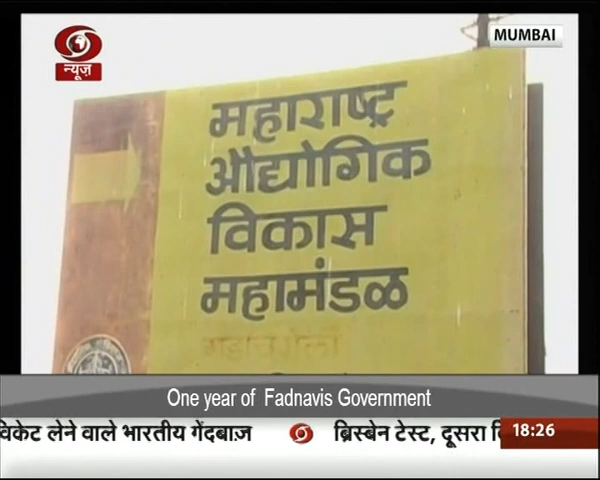 न्यूज़
MUMBAI
महाराष्ट्र
औद्योगिक
विकास
महामंडळ
One year of Fadnavis Government
विकेट लेने वाले भारतीय गेंदबाज़ ब्रिस्बेन टेस्ट, दूसरा
18:26